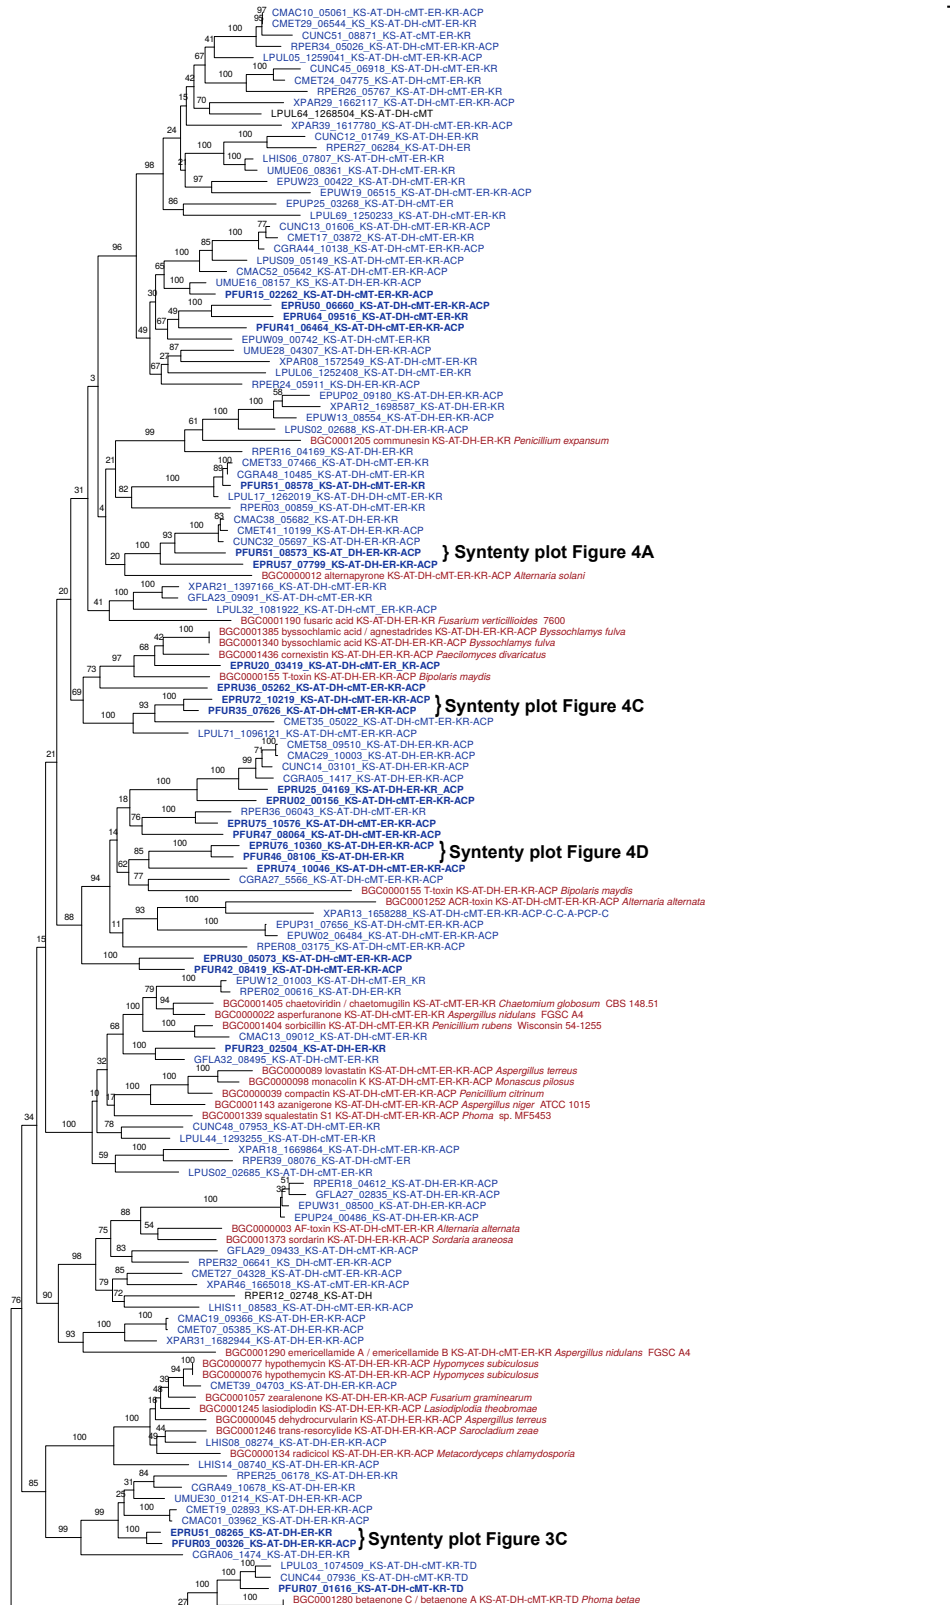 CMAC10_05061_KS-AT-DH-cMT-ER-KR-ACP
CMET29_06544_KS-AT-DH-cMT-ER-KR
CUNC51_08871_KS-AT-DH-cMT-ER-KR
RPER34_05026_KS-AT-DH-cMT-ER-KR-ACP
LPUL05_1259041_KS-AT-DH-cMT-ER-KR-ACP
CUNC45_06918_KS-AT-DH-cMT-ER-KR
CMET24_04775_KS-AT-DH-cMT-ER-KR
RPER26_05767_KS-AT-DH-cMT-ER-KR
XPAR29_1662117_KS-AT-DH-cMT-ER-KR-ACP
LPUL64_1268504_KS-AT-DH-cMT
XPAR39_1617780_KS-AT-DH-cMT-ER-KR-ACP
CUNC12_01749_KS-AT-DH-cMT-ER-KR
RPER27_06284_KS-AT-DH-ER
LHIS06_07807_KS-AT-DH-cMT-ER-KR
UMUE06_08361_KS-AT-DH-cMT-ER-KR
EPUW23_00422_KS-AT-DH-cMT-ER-KR
EPUW19_06515_KS-AT-DH-cMT-ER-KR-ACP
EPUP25_03268_KS-AT-DH-cMT-ER
LPUL69_1250233_KS-AT-DH-cMT-ER-KR
CUNC13_01606_KS-AT-DH-cMT-ER-KR-ACP
CMET17_03872_KS-AT-DH-cMT-ER-KR
CGRA44_10138_KS-AT-DH-cMT-ER-KR-ACP
LPUS09_05149_KS-AT-DH-cMT-ER-KR-ACP
CMAC52_05642_KS-AT-DH-cMT-ER-KR-ACP
UMUE16_08157_KS-AT-DH-cMT-ER-KR-ACP
PFUR15_02262_KS-AT-DH-cMT-ER-KR-ACP
EPRU50_06660_KS-AT-DH-cMT-ER-KR-ACP
EPRU64_09516_KS-AT-DH-cMT-ER-KR
PFUR41_06464_KS-AT-DH-cMT-ER-KR-ACP
EPUW09_00742_KS-AT-DH-cMT-ER-KR
UMUE28_04307_KS-AT-DH-cMT-ER-KR-ACP
XPAR08_1572549_KS-AT-DH-cMT-ER-KR
LPUL06_1252408_KS-AT-DH-cMT-ER-KR
RPER24_05911_KS-DH-ER-KR-ACP
EPUP02_09180_KS-AT-DH-cMT-ER-KR-ACP
XPAR12_1698587_KS-AT-DH-cMT-ER-KR
EPUW13_08554_KS-AT-DH-cMT-ER-KR-ACP
LPUS02_02688_KS-AT-DH-ER-KR-ACP
BGC0001205 communesin KS-AT-DH-ER-KR Penicillium expansum
RPER16_04169_KS-AT-DH-ER-KR
CMET33_07466_KS-AT-DH-cMT-ER-KR
CGRA48_10485_KS-AT-DH-cMT-ER-KR
PFUR51_08578_KS-AT-DH-cMT-ER-KR
LPUL17_1262019_KS-AT-DH-cMT-ER-KR
RPER03_00859_KS-AT-DH-cMT-ER-KR
CMAC38_05682_KS-AT-DH-ER-KR
CMET41_10199_KS-AT-DH-ER-KR-ACP
CUNC32_05697_KS-AT-DH-ER-KR-ACP
PFUR51_08573_KS-AT_DH-ER-KR-ACP } Syntenty plot Figure 4A
EPRU57_07799_KS-AT-DH-ER-KR-ACP
BGC0000012 alternapyrone KS-AT-DH-cMT-ER-KR-ACP Alternaria solani
XPAR21_1397166_KS-AT-DH-cMT-ER-KR
GFLA23_09091_KS-AT-DH-cMT-ER-KR
LPUL32_1081922_KS-AT-DH-cMT_ER-KR-ACP
BGC0001190 fusaric acid KS-AT-DH-ER-KR Fusarium verticillioides 7600
BGC0001385 byssochlamic acid / agnestadrides KS-AT-DH-ER-KR-ACP Byssochlamys fulva
BGC0001340 byssochlamic acid KS-AT-DH-ER-KR-ACP Byssochlamys fulva
BGC0001436 cornexistin KS-AT-DH-ER-KR-ACP Paecilomyces divaricatus
EPRU20_03419_KS-AT-DH-cMT-ER_KR-ACP
BGC0000155 T-toxin KS-AT-DH-ER-KR-ACP Bipolaris maydis
EPRU36_05262_KS-AT-DH-ER-KR-ACP
EPRU72_10219_KS-AT-DH-cMT-ER-KR-ACP
PFUR35_07626_KS-AT-DH-cMT-ER-KR-ACP } Syntenty plot Figure 4C
CMET35_05022_KS-AT-DH-cMT-ER-KR-ACP
LPUL71_1096121_KS-AT-DH-ER-KR-ACP
CMET58_09510_KS-AT-DH-cMT-ER-KR-ACP
CMAC29_10003_KS-AT-DH-cMT-ER-KR-ACP
CUNC14_03101_KS-AT-DH-ER-KR-ACP
CGRA05_1417_KS-AT-DH-ER-KR-ACP
EPRU25_04169_KS-AT-DH-ER-KR_ACP
EPRU02_00156_KS-AT-DH-cMT-ER-KR-ACP
RPER36_06043_KS-AT-DH-cMT-ER-KR
EPRU75_10576_KS-AT-DH-cMT-ER-KR-ACP
PFUR47_08064_KS-AT-DH-cMT-ER-KR-ACP
EPRU76_10360_KS-AT-DH-ER-KR-ACP
PFUR46_08106_KS-AT-DH-ER-KR } Syntenty plot Figure 4D
EPRU74_10046_KS-AT-DH-ER-KR-ACP
CGRA27_5566_KS-AT-DH-cMT-ER-KR-ACP
BGC0000155 T-toxin KS-AT-DH-ER-KR-ACP Bipolaris maydis
BGC0001252 ACR-toxin KS-AT-DH-cMT-ER-KR-ACP Alternaria alternata
XPAR13_1658288_KS-AT-DH-cMT-ER-KR-ACP-C-C-A-PCP-C
EPUP31_07656_KS-AT-DH-cMT-ER-KR-ACP
EPUW02_06484_KS-AT-DH-cMT-ER-KR-ACP
RPER08_03175_KS-AT-DH-ER-KR-ACP
EPRU30_05073_KS-AT-DH-cMT-ER-KR-ACP
PFUR42_08419_KS-AT-DH-cMT-ER-KR-ACP
EPUW12_01003_KS-AT-DH-cMT-ER_KR
RPER02_00616_KS-AT-DH-ER-KR
BGC0001405 chaetoviridin / chaetomugilin KS-AT-cMT-ER-KR Chaetomium globosum CBS 148.51
BGC0000022 asperfuranone KS-AT-DH-cMT-ER-KR Aspergillus nidulans FGSC A4
BGC0001404 sorbicillin KS-AT-DH-cMT-ER-KR Penicillium rubens Wisconsin 54-1255
CMAC13_09012_KS-AT-DH-cMT-ER-KR
PFUR23_02504_KS-AT-DH-ER-KR
GFLA32_08495_KS-AT-DH-cMT-ER-KR
BGC0000089 lovastatin KS-AT-DH-cMT-ER-KR-ACP Aspergillus terreus
BGC0000098 monacolin K KS-AT-DH-cMT-ER-KR-ACP Monascus pilosus
BGC0000039 compactin KS-AT-DH-cMT-ER-KR-ACP Penicillium citrinum
BGC0001143 azanigerone KS-AT-DH-cMT-ER-KR-ACP Aspergillus niger ATCC 1015
BGC0001339 squalestatin S1 KS-AT-DH-cMT-ER-KR-ACP Phoma sp. MF5453
CUNC48_07953_KS-AT-DH-cMT-ER-KR
LPUL44_1293255_KS-AT-DH-cMT-ER-KR
XPAR18_1669864_KS-AT-DH-cMT-ER-KR-ACP
RPER39_08076_KS-AT-DH-cMT-ER
LPUS02_02685_KS-AT-DH-cMT-ER-KR
RPER18_04612_KS-AT-DH-ER-KR-ACP
GFLA27_02835_KS-AT-DH-ER-KR-ACP
EPUW31_08500_KS-AT-DH-ER-KR-ACP
EPUP24_00486_KS-AT-DH-ER-KR-ACP
BGC0000003 AF-toxin KS-AT-DH-cMT-ER-KR Alternaria alternata
BGC0001373 sordarin KS-AT-DH-ER-KR-ACP Sordaria araneosa
GFLA29_09433_KS-AT-DH-cMT-KR-ACP
RPER32_06641_KS_DH-cMT-ER-KR-ACP
CMET27_04328_KS-AT-DH-cMT-ER-KR-ACP
XPAR46_1665018_KS-AT-cMT-ER-KR-ACP
RPER12_02748_KS-AT-DH
LHIS11_08583_KS-AT-DH-cMT-ER-KR-ACP
CMAC19_09366_KS-AT-DH-ER-KR-ACP
CMET07_05385_KS-AT-DH-ER-KR-ACP
XPAR31_1682944_KS-AT-DH-ER-KR-ACP
BGC0001290 emericellamide A / emericellamide B KS-AT-DH-cMT-ER-KR Aspergillus nidulans FGSC A4
BGC0000077 hypothemycin KS-AT-DH-ER-KR-ACP Hypomyces subiculosus
BGC0000076 hypothemycin KS-AT-DH-ER-KR-ACP Hypomyces subiculosus
CMET39_04703_KS-AT-DH-ER-KR-ACP
BGC0001057 zearalenone KS-AT-DH-ER-KR-ACP Fusarium graminearum
BGC0001245 lasiodiplodin KS-AT-DH-ER-KR-ACP Lasiodiplodia theobromae
BGC0000045 dehydrocurvularin KS-AT-DH-ER-KR-ACP Aspergillus terreus
BGC0001246 trans-resorcylide KS-AT-DH-ER-KR-ACP Sarocladium zeae
LHIS08_08274_KS-AT-DH-ER-KR-ACP
BGC0000134 radicicol KS-AT-DH-ER-KR-ACP Metacordyceps chlamydosporia
LHIS14_08740_KS-AT-DH-ER-KR-ACP
RPER25_06178_KS-AT-DH-ER-KR
CGRA49_10678_KS-AT-DH-ER-KR
UMUE30_01214_KS-AT-DH-ER-KR-ACP
CMET19_02893_KS-AT-DH-ER-KR-ACP
CMAC01_03962_KS-AT-DH-ER-KR-ACP
EPRU51_08265_KS-AT-DH-ER-KR
PFUR03_00326_KS-AT-DH-ER-KR-ACP } Syntenty plot Figure 3C
CGRA06_1474_KS-AT-DH-ER-KR
LPUL03_1074509_KS-AT-DH-cMT-KR-TD
CUNC44_07936_KS-AT-DH-cMT-KR-TD
PFUR07_01616_KS-AT-DH-cMT-KR-TD
BGC0001280 betaenone C / betaenone A KS-AT-DH-cMT-KR-TD Phoma betae